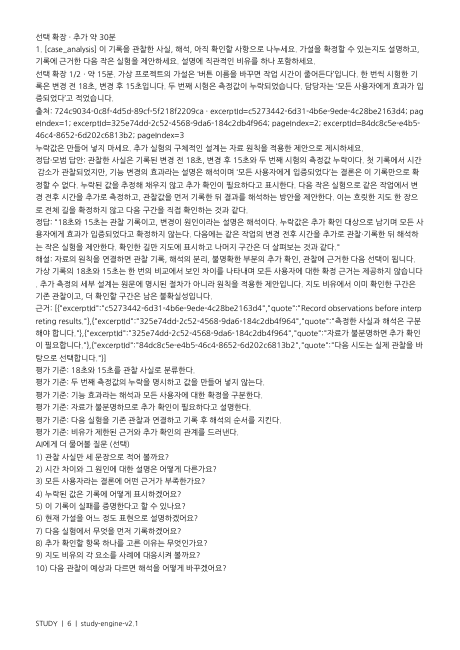 선택 확장 · 추가 약 30분
1. [case_analysis] 이 기록을 관찰한 사실, 해석, 아직 확인할 사항으로 나누세요. 가설을 확정할 수 있는지도 설명하고,
기록에 근거한 다음 작은 실험을 제안하세요. 설명에 직관적인 비유를 하나 포함하세요.
선택 확장 1/2 · 약 15분. 가상 프로젝트의 가설은 ‘버튼 이름을 바꾸면 작업 시간이 줄어든다’입니다. 한 번씩 시험한 기
록은 변경 전 18초, 변경 후 15초입니다. 두 번째 시험의 측정값이 누락되었습니다. 담당자는 ‘모든 사용자에게 효과가 입
증되었다’고 적었습니다.
출처: 724c9034-0c8f-4d5d-89cf-5f218f2209ca · excerptId=c5273442-6d31-4b6e-9ede-4c28be2163d4; pag
eIndex=1; excerptId=325e74dd-2c52-4568-9da6-184c2db4f964; pageIndex=2; excerptId=84dc8c5e-e4b5-
46c4-8652-6d202c6813b2; pageIndex=3
누락값은 만들어 넣지 마세요. 추가 실험의 구체적인 설계는 자료 원칙을 적용한 제안으로 제시하세요.
정답·모범 답안: 관찰한 사실은 기록된 변경 전 18초, 변경 후 15초와 두 번째 시험의 측정값 누락이다. 첫 기록에서 시간
감소가 관찰되었지만, 기능 변경의 효과라는 설명은 해석이며 ‘모든 사용자에게 입증되었다’는 결론은 이 기록만으로 확
정할 수 없다. 누락된 값을 추정해 채우지 않고 추가 확인이 필요하다고 표시한다. 다음 작은 실험으로 같은 작업에서 변
경 전후 시간을 추가로 측정하고, 관찰값을 먼저 기록한 뒤 결과를 해석하는 방안을 제안한다. 이는 흐릿한 지도 한 장으
로 전체 길을 확정하지 않고 다음 구간을 직접 확인하는 것과 같다.
정답: "18초와 15초는 관찰 기록이고, 변경이 원인이라는 설명은 해석이다. 누락값은 추가 확인 대상으로 남기며 모든 사
용자에게 효과가 입증되었다고 확정하지 않는다. 다음에는 같은 작업의 변경 전후 시간을 추가로 관찰·기록한 뒤 해석하
는 작은 실험을 제안한다. 확인한 길만 지도에 표시하고 나머지 구간은 더 살펴보는 것과 같다."
해설: 자료의 원칙을 연결하면 관찰 기록, 해석의 분리, 불명확한 부분의 추가 확인, 관찰에 근거한 다음 선택이 됩니다.
가상 기록의 18초와 15초는 한 번의 비교에서 보인 차이를 나타내며 모든 사용자에 대한 확정 근거는 제공하지 않습니다
. 추가 측정의 세부 설계는 원문에 명시된 절차가 아니라 원칙을 적용한 제안입니다. 지도 비유에서 이미 확인한 구간은
기존 관찰이고, 더 확인할 구간은 남은 불확실성입니다.
근거: [{"excerptId":"c5273442-6d31-4b6e-9ede-4c28be2163d4","quote":"Record observations before interp
reting results."},{"excerptId":"325e74dd-2c52-4568-9da6-184c2db4f964","quote":"측정한 사실과 해석은 구분
해야 합니다."},{"excerptId":"325e74dd-2c52-4568-9da6-184c2db4f964","quote":"자료가 불분명하면 추가 확인
이 필요합니다."},{"excerptId":"84dc8c5e-e4b5-46c4-8652-6d202c6813b2","quote":"다음 시도는 실제 관찰을 바
탕으로 선택합니다."}]
평가 기준: 18초와 15초를 관찰 사실로 분류한다.
평가 기준: 두 번째 측정값의 누락을 명시하고 값을 만들어 넣지 않는다.
평가 기준: 기능 효과라는 해석과 모든 사용자에 대한 확정을 구분한다.
평가 기준: 자료가 불분명하므로 추가 확인이 필요하다고 설명한다.
평가 기준: 다음 실험을 기존 관찰과 연결하고 기록 후 해석의 순서를 지킨다.
평가 기준: 비유가 제한된 근거와 추가 확인의 관계를 드러낸다.
AI에게 더 물어볼 질문 (선택)
1) 관찰 사실만 세 문장으로 적어 볼까요?
2) 시간 차이와 그 원인에 대한 설명은 어떻게 다른가요?
3) 모든 사용자라는 결론에 어떤 근거가 부족한가요?
4) 누락된 값은 기록에 어떻게 표시하겠어요?
5) 이 기록이 실패를 증명한다고 할 수 있나요?
6) 현재 가설을 어느 정도 표현으로 설명하겠어요?
7) 다음 실험에서 무엇을 먼저 기록하겠어요?
8) 추가 확인할 항목 하나를 고른 이유는 무엇인가요?
9) 지도 비유의 각 요소를 사례에 대응시켜 볼까요?
10) 다음 관찰이 예상과 다르면 해석을 어떻게 바꾸겠어요?
STUDY | 6 | study-engine-v2.1